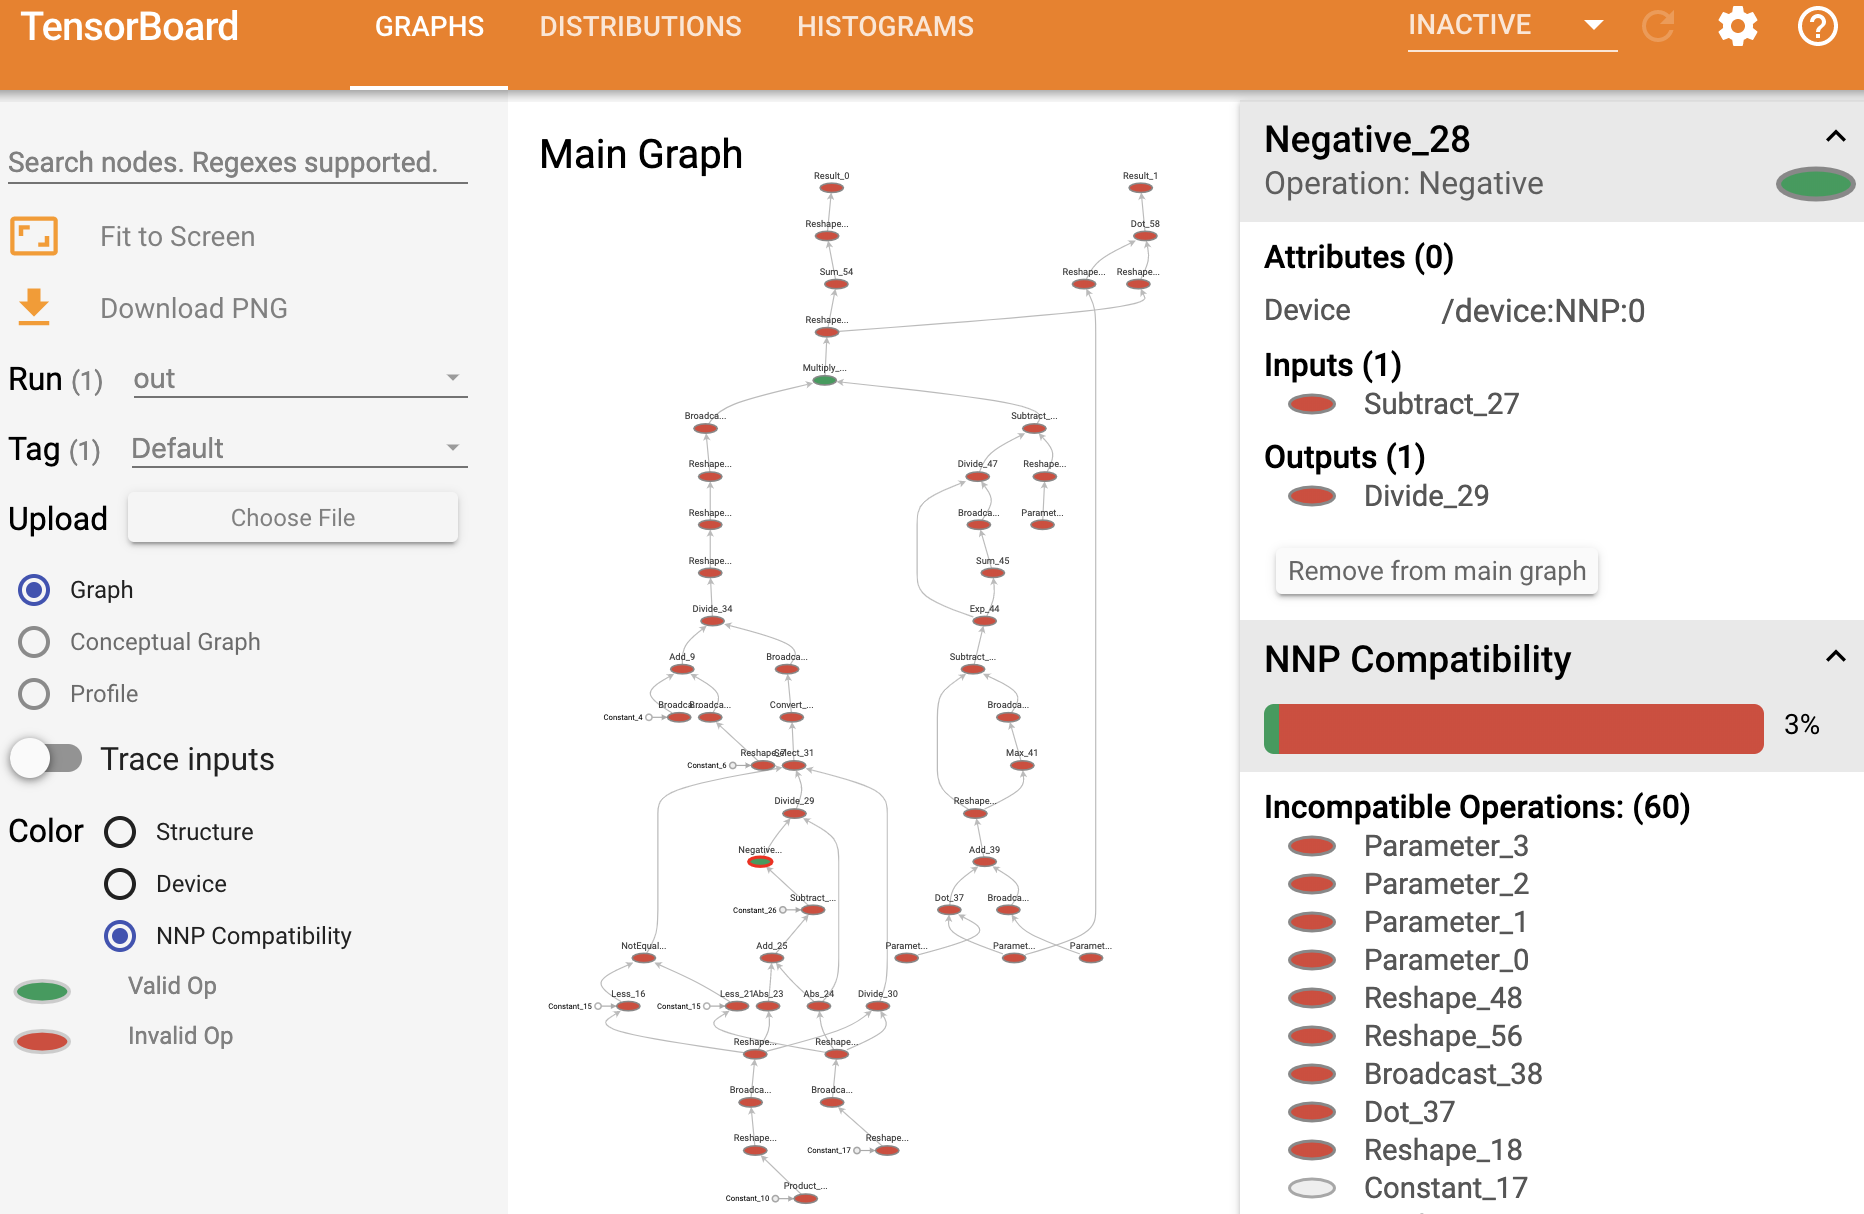 TensorBoard
GRAPHS
DISTRIBUTIONS
HISTOGRAMS
INACTIVE
Search nodes. Regexes supported.
Fit to Screen
Download PNG
Run (1) out
Tag (1) Default
Upload Choose File
Graph
Conceptual Graph
Profile
Trace inputs
Color Structure
Device
NNP Compatibility
Valid Op
Invalid Op
Main Graph
Result_0 Result_1
Reshape... Dot_58
Sum_54 Reshape... Reshape...
Reshape...
Multiply_...
Broadca... Subtract_...
Reshape... Divide_47 Reshape...
Reshape... Broadca... Paramet...
Reshape... Sum_45
Divide_34 Exp_44
Add_9 Broadca... Subtract_...
Constant_4 Broadca... Broadca... Convert_... Broadca...
Constant_6 Reshape_7 Select_31 Max_41
Divide_29 Reshape...
Negative... Add_39
Constant_26 Subtract_... Dot_37 Broadca...
NotEqual... Add_25 Paramet... Paramet... Paramet...
Constant_15 Less_16 Constant_15 Less_21 Abs_23 Abs_24 Divide_30
Reshape... Reshape...
Broadca... Broadca...
Reshape... Constant_17 Reshape...
Constant_10 Product_...
Negative_28
Operation: Negative
Attributes (0)
Device /device:NNP:0
Inputs (1)
Subtract_27
Outputs (1)
Divide_29
Remove from main graph
NNP Compatibility
3%
Incompatible Operations: (60)
Parameter_3
Parameter_2
Parameter_1
Parameter_0
Reshape_48
Reshape_56
Broadcast_38
Dot_37
Reshape_18
Constant_17